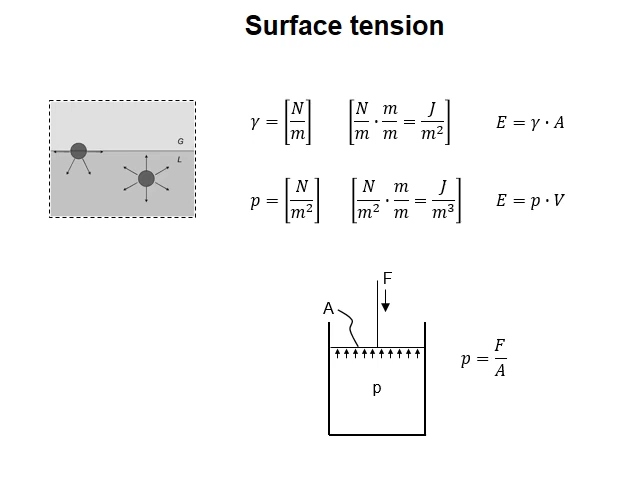 Surface tension
G
L
γ = [N/m] [N/m · m/m = J/m²] E = γ · A
p = [N/m²] [N/m² · m/m = J/m³] E = p · V
F
A
p
p = F/A